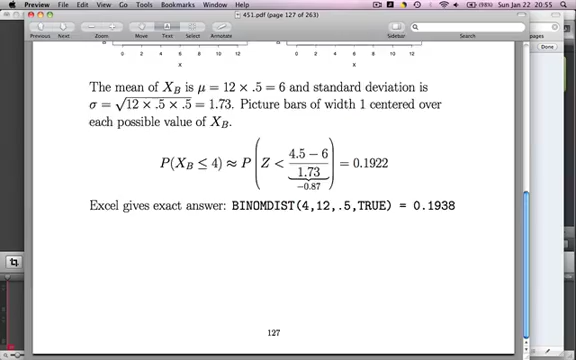 Preview File Edit View Go Tools Bookmarks Window Help
Sun Jan 22 20:55
451.pdf (page 127 of 263)
Previous Next Zoom Move Text Select Annotate Sidebar Search
pages
Done
0 2 4 6 8 10 12 0 2 4 6 8 10 12
x x
The mean of X_B is μ = 12 × .5 = 6 and standard deviation is
σ = √12 × .5 × .5 = 1.73. Picture bars of width 1 centered over
each possible value of X_B.
P(X_B ≤ 4) ≈ P (Z < (4.5 − 6)/1.73) = 0.1922
−0.87
Excel gives exact answer: BINOMDIST(4,12,.5,TRUE) = 0.1938
127